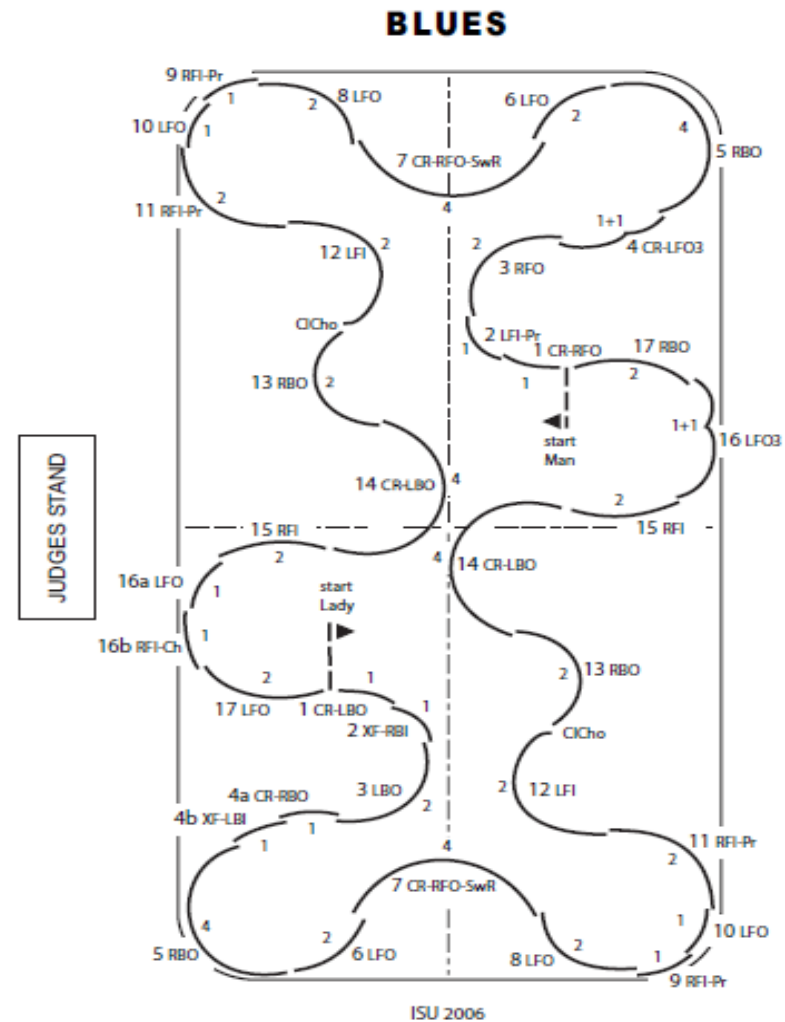 BLUES
9 RFI-Pr
1
2
8 LFO
6 LFO
2
4
10 LFO
1
5 RBO
7 CR-RFO-SwR
4
11 RFI-Pr
2
1+1
4 CR-LFO3
12 LFI
2
2
3 RFO
ClCho
2 LFI-Pr
1
1 CR-RFO
1
17 RBO
2
13 RBO
2
start
Man
1+1
16 LFO3
14 CR-LBO
4
2
15 RFI
JUDGES STAND
15 RFI
2
4
14 CR-LBO
16a LFO
1
start
Lady
16b RFI-Ch
1
2
17 LFO
1 CR-LBO
1
2 XF-RBI
1
13 RBO
2
ClCho
3 LBO
2
12 LFI
2
4a CR-RBO
1
4b XF-LBI
1
4
7 CR-RFO-SwR
11 RFI-Pr
2
4
5 RBO
2
6 LFO
8 LFO
2
1
10 LFO
1
9 RFI-Pr
ISU 2006